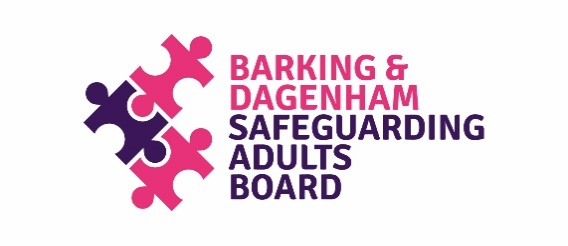 BARKING &
DAGENHAM
SAFEGUARDING
ADULTS
BOARD